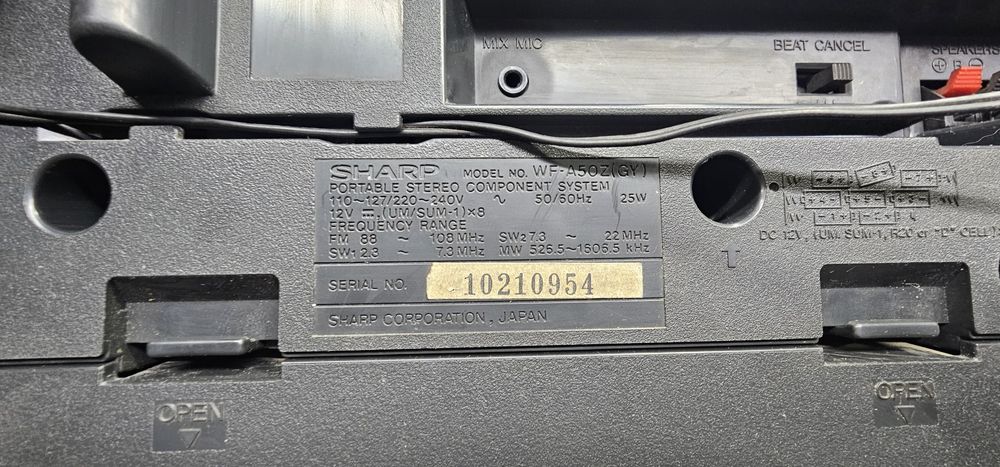 MIX MIC
BEAT CANCEL
SPEAKERS
⊕ R ⊖
SHARP MODEL NO. WF-A50Z(GY)
PORTABLE STEREO COMPONENT SYSTEM
110~127/220~240V ∿ 50/60Hz 25W
12V ⎓ (UM/SUM-1)×8
FREQUENCY RANGE
FM 88 ~ 108 MHz SW2 7.3 ~ 22 MHz
SW1 2.3 ~ 7.3 MHz MW 526.5~1606.5 kHz
SERIAL NO. 10210954
SHARP CORPORATION, JAPAN
DC 12V, (UM, SUM-1, R20 or "D" CELL)
OPEN
OPEN